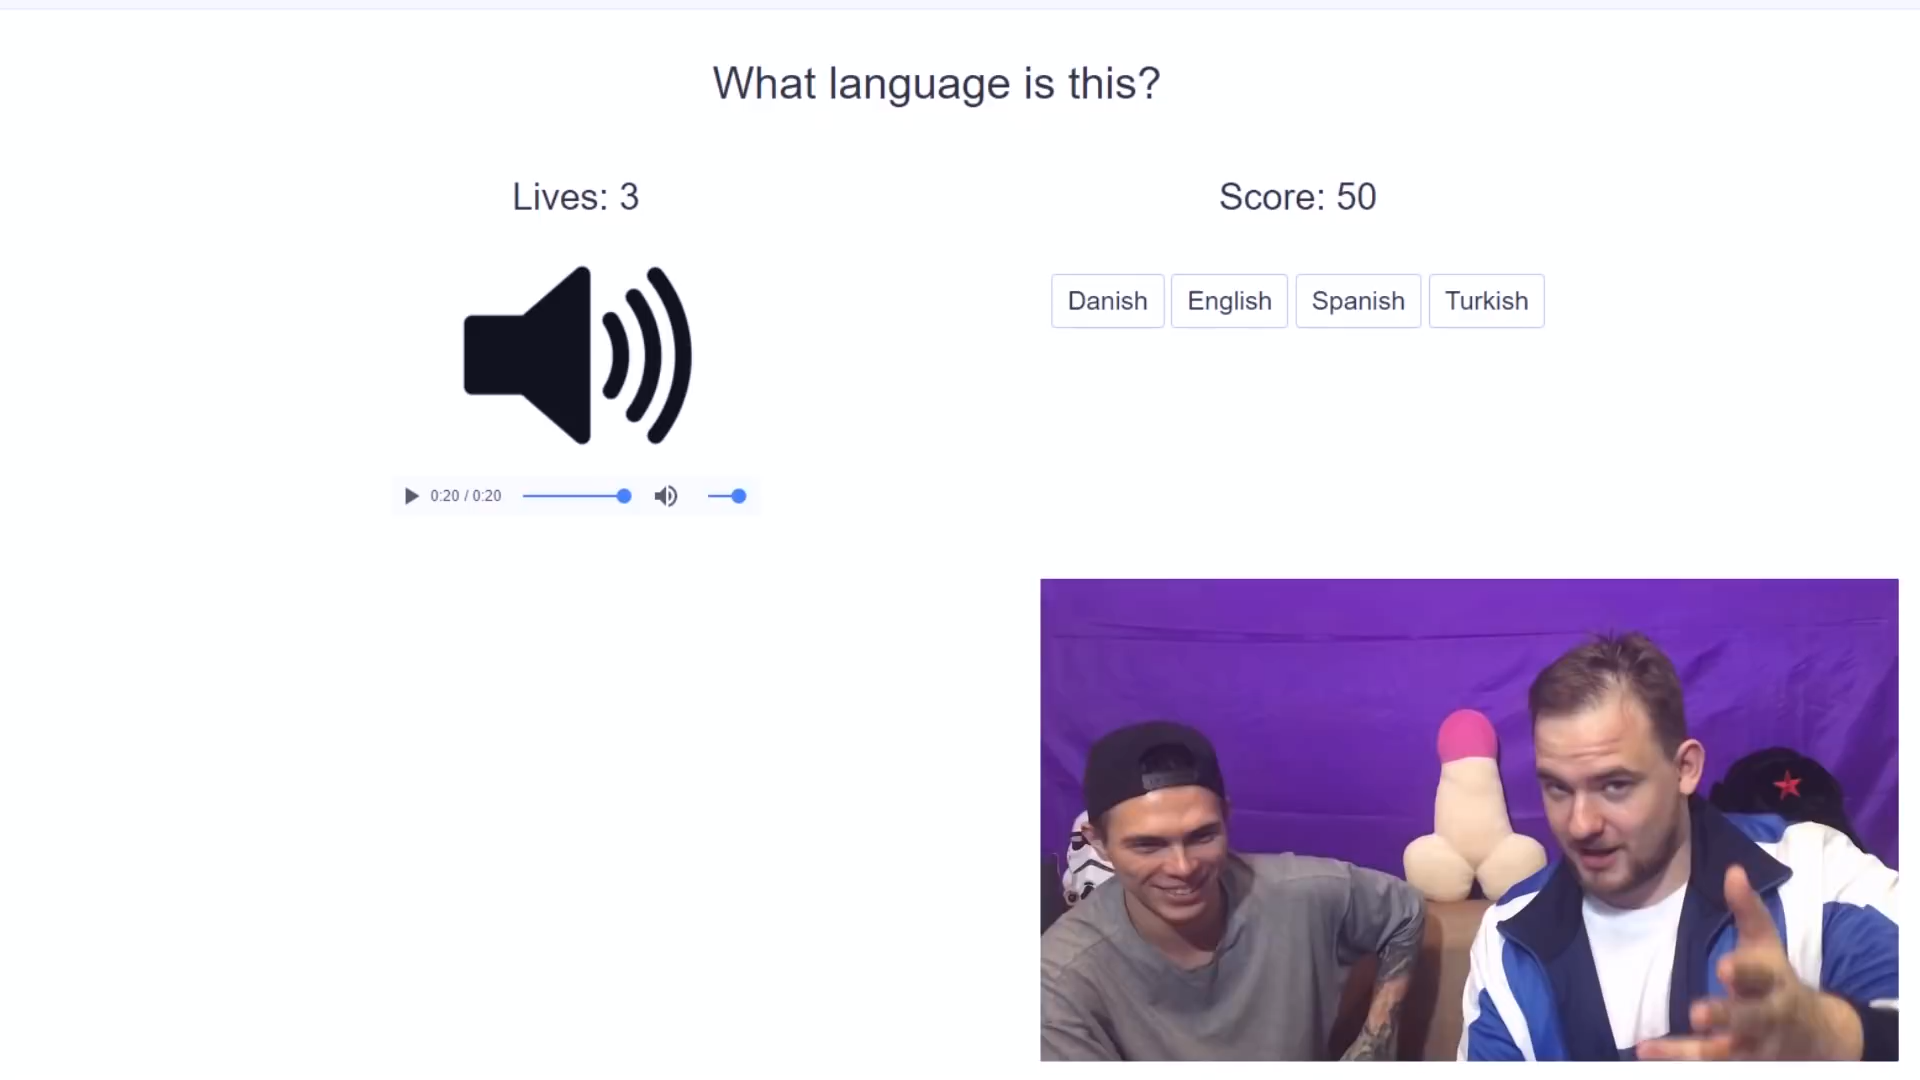 What language is this?
Lives: 3
Score: 50
Danish English Spanish Turkish
0:20 / 0:20